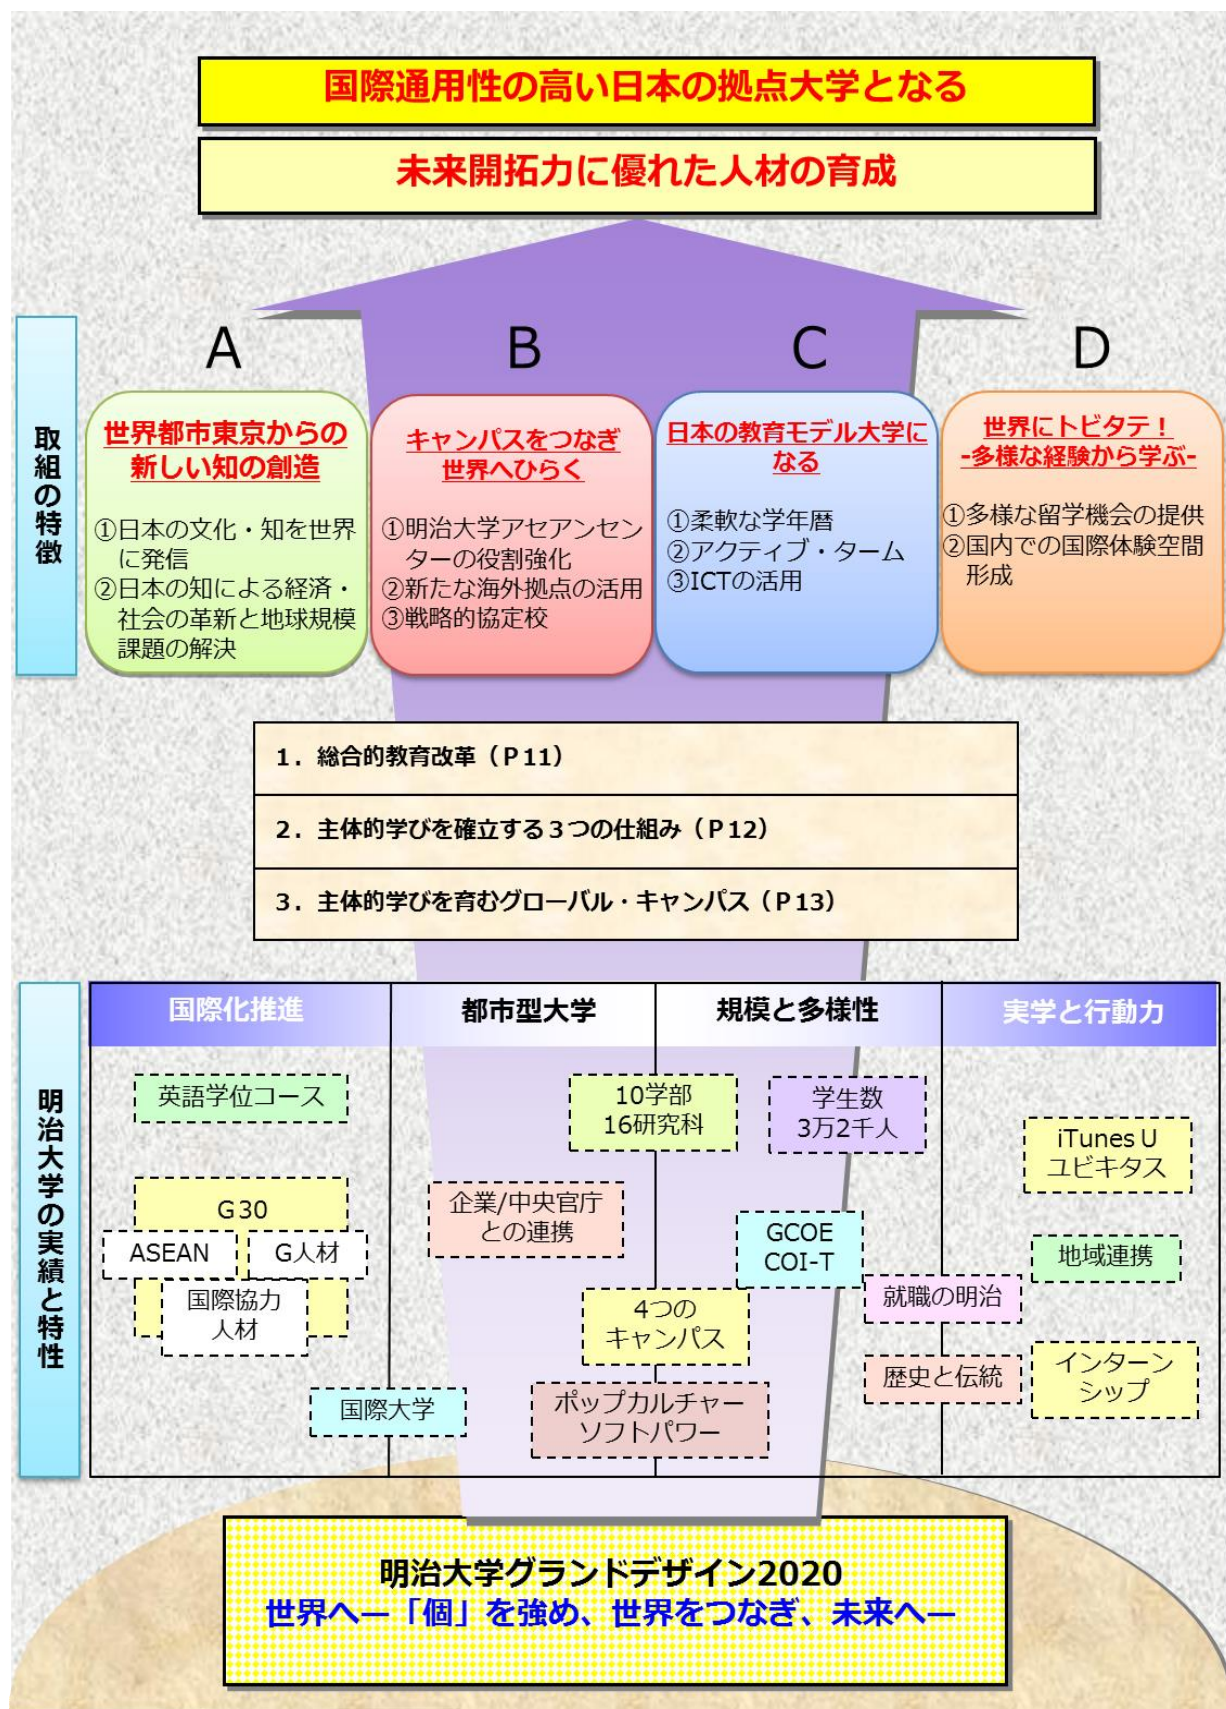 国際通用性の高い日本の拠点大学となる
未来開拓力に優れた人材の育成
取組の特徴
A
世界都市東京からの
新しい知の創造
①日本の文化・知を世界
に発信
②日本の知による経済・
社会の革新と地球規模
課題の解決
B
キャンパスをつなぎ
世界へひらく
①明治大学アセアンセン
ターの役割強化
②新たな海外拠点の活用
③戦略的協定校
C
日本の教育モデル大学に
なる
①柔軟な学年暦
②アクティブ・ターム
③ICTの活用
D
世界にトビタテ！
-多様な経験から学ぶ-
①多様な留学機会の提供
②国内での国際体験空間
形成
1．総合的教育改革（P11）
2．主体的学びを確立する３つの仕組み（P12）
3．主体的学びを育むグローバル・キャンパス（P13）
明治大学の実績と特性
国際化推進
都市型大学
規模と多様性
実学と行動力
英語学位コース
10学部
16研究科
学生数
3万2千人
iTunes U
ユビキタス
G30
ASEAN
G人材
国際協力
人材
企業/中央官庁
との連携
GCOE
COI-T
地域連携
就職の明治
4つの
キャンパス
歴史と伝統
インターン
シップ
国際大学
ポップカルチャー
ソフトパワー
明治大学グランドデザイン2020
世界へ―「個」を強め、世界をつなぎ、未来へ―